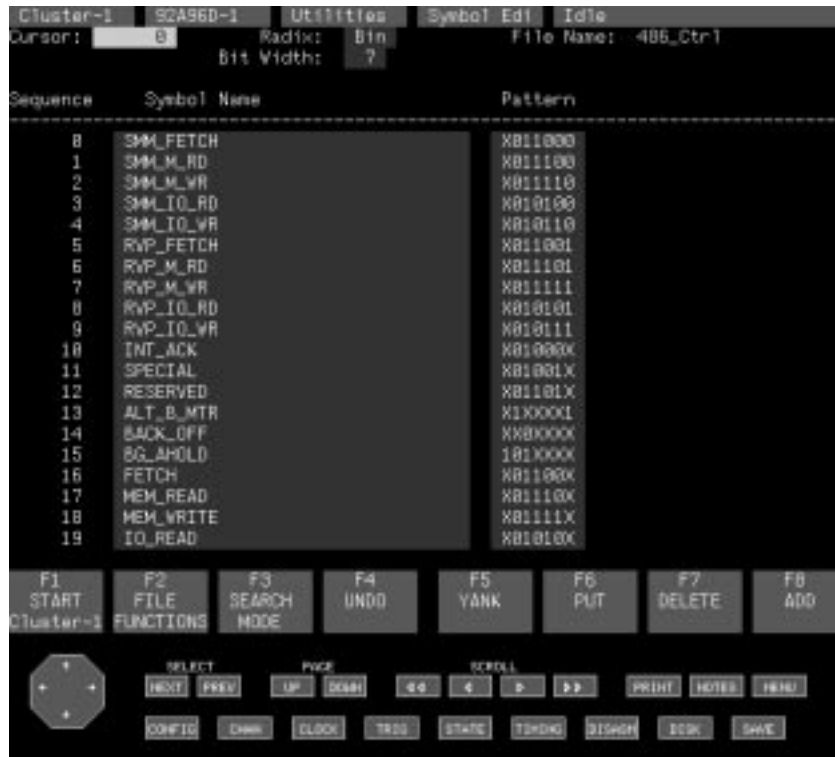 Cluster-1 92A96D-1 Utilities Symbol Edi Idle
Cursor: 0 Radix: Bin File Name: 486_Ctrl
Bit Width: 7
Sequence Symbol Name Pattern
0 SMM_FETCH X011000
1 SMM_M_RD X011100
2 SMM_M_WR X011110
3 SMM_IO_RD X010100
4 SMM_IO_WR X010110
5 RVP_FETCH X011001
6 RVP_M_RD X011101
7 RVP_M_WR X011111
8 RVP_IO_RD X010101
9 RVP_IO_WR X010111
10 INT_ACK X01000X
11 SPECIAL X01001X
12 RESERVED X01101X
13 ALT_B_MTR X1XXXX1
14 BACK_OFF XX0XXXX
15 BG_AHOLD 101XXXX
16 FETCH X01100X
17 MEM_READ X01110X
18 MEM_WRITE X01111X
19 IO_READ X01010X
F1 F2 F3 F4 F5 F6 F7 F8
START FILE SEARCH UNDO YANK PUT DELETE ADD
Cluster-1 FUNCTIONS MODE
SELECT PAGE SCROLL
NEXT PREV UP DOWN PRINT NOTES MENU
CONFIG CHAN CLOCK TRIG STATE TIMING DISASM DISK SAVE